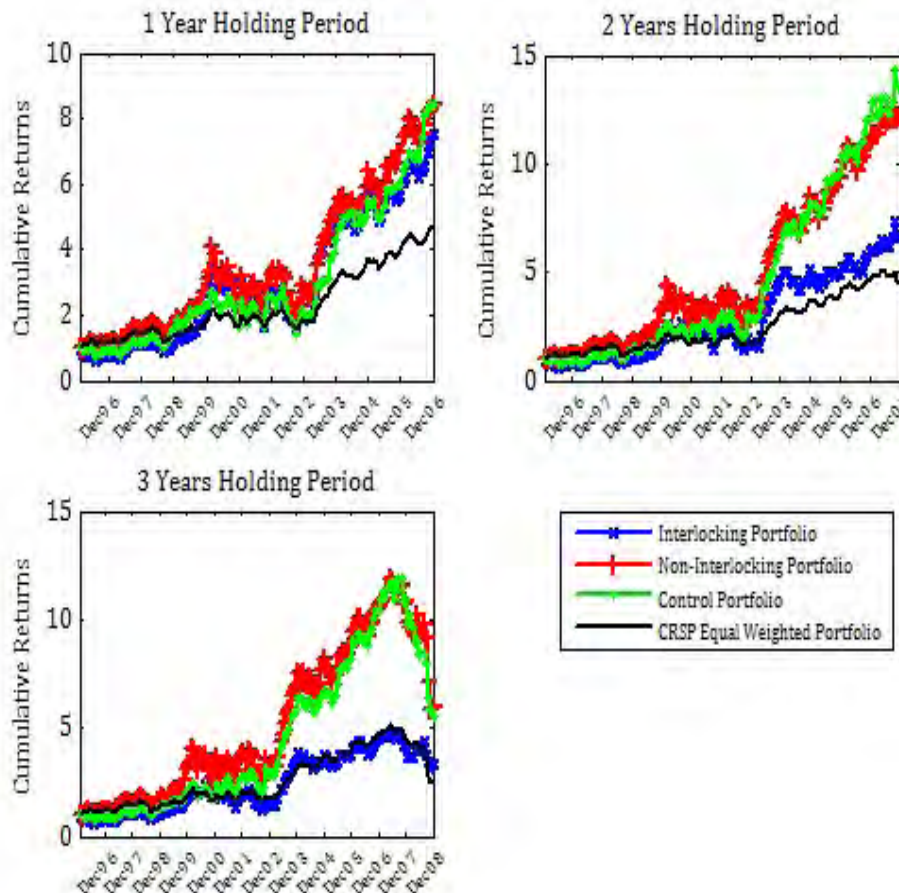 1 Year Holding Period
Cumulative Returns
10
8
6
4
2
0
Dec96 Dec97 Dec98 Dec99 Dec00 Dec01 Dec02 Dec03 Dec04 Dec05 Dec06
2 Years Holding Period
Cumulative Returns
15
10
5
0
Dec96 Dec97 Dec98 Dec99 Dec00 Dec01 Dec02 Dec03 Dec04 Dec05 Dec06
3 Years Holding Period
Cumulative Returns
15
10
5
0
Dec96 Dec97 Dec98 Dec99 Dec00 Dec01 Dec02 Dec03 Dec04 Dec05 Dec06 Dec07 Dec08
Interlocking Portfolio
Non-Interlocking Portfolio
Control Portfolio
CRSP Equal Weighted Portfolio